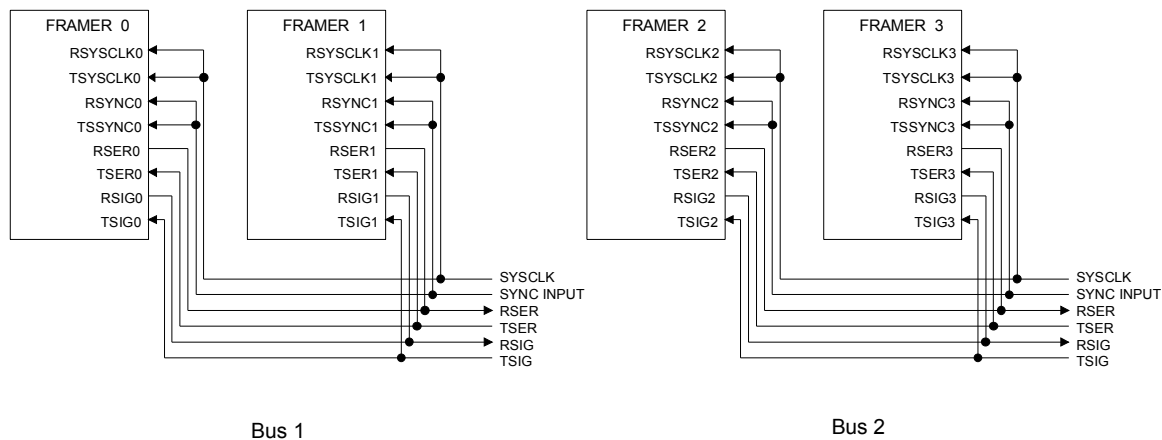 FRAMER 0
RSYSCLK0
TSYSCLK0
RSYNC0
TSSYNC0
RSER0
TSER0
RSIG0
TSIG0
FRAMER 1
RSYSCLK1
TSYSCLK1
RSYNC1
TSSYNC1
RSER1
TSER1
RSIG1
TSIG1
SYSCLK
SYNC INPUT
RSER
TSER
RSIG
TSIG
Bus 1
FRAMER 2
RSYSCLK2
TSYSCLK2
RSYNC2
TSSYNC2
RSER2
TSER2
RSIG2
TSIG2
FRAMER 3
RSYSCLK3
TSYSCLK3
RSYNC3
TSSYNC3
RSER3
TSER3
RSIG3
TSIG3
SYSCLK
SYNC INPUT
RSER
TSER
RSIG
TSIG
Bus 2